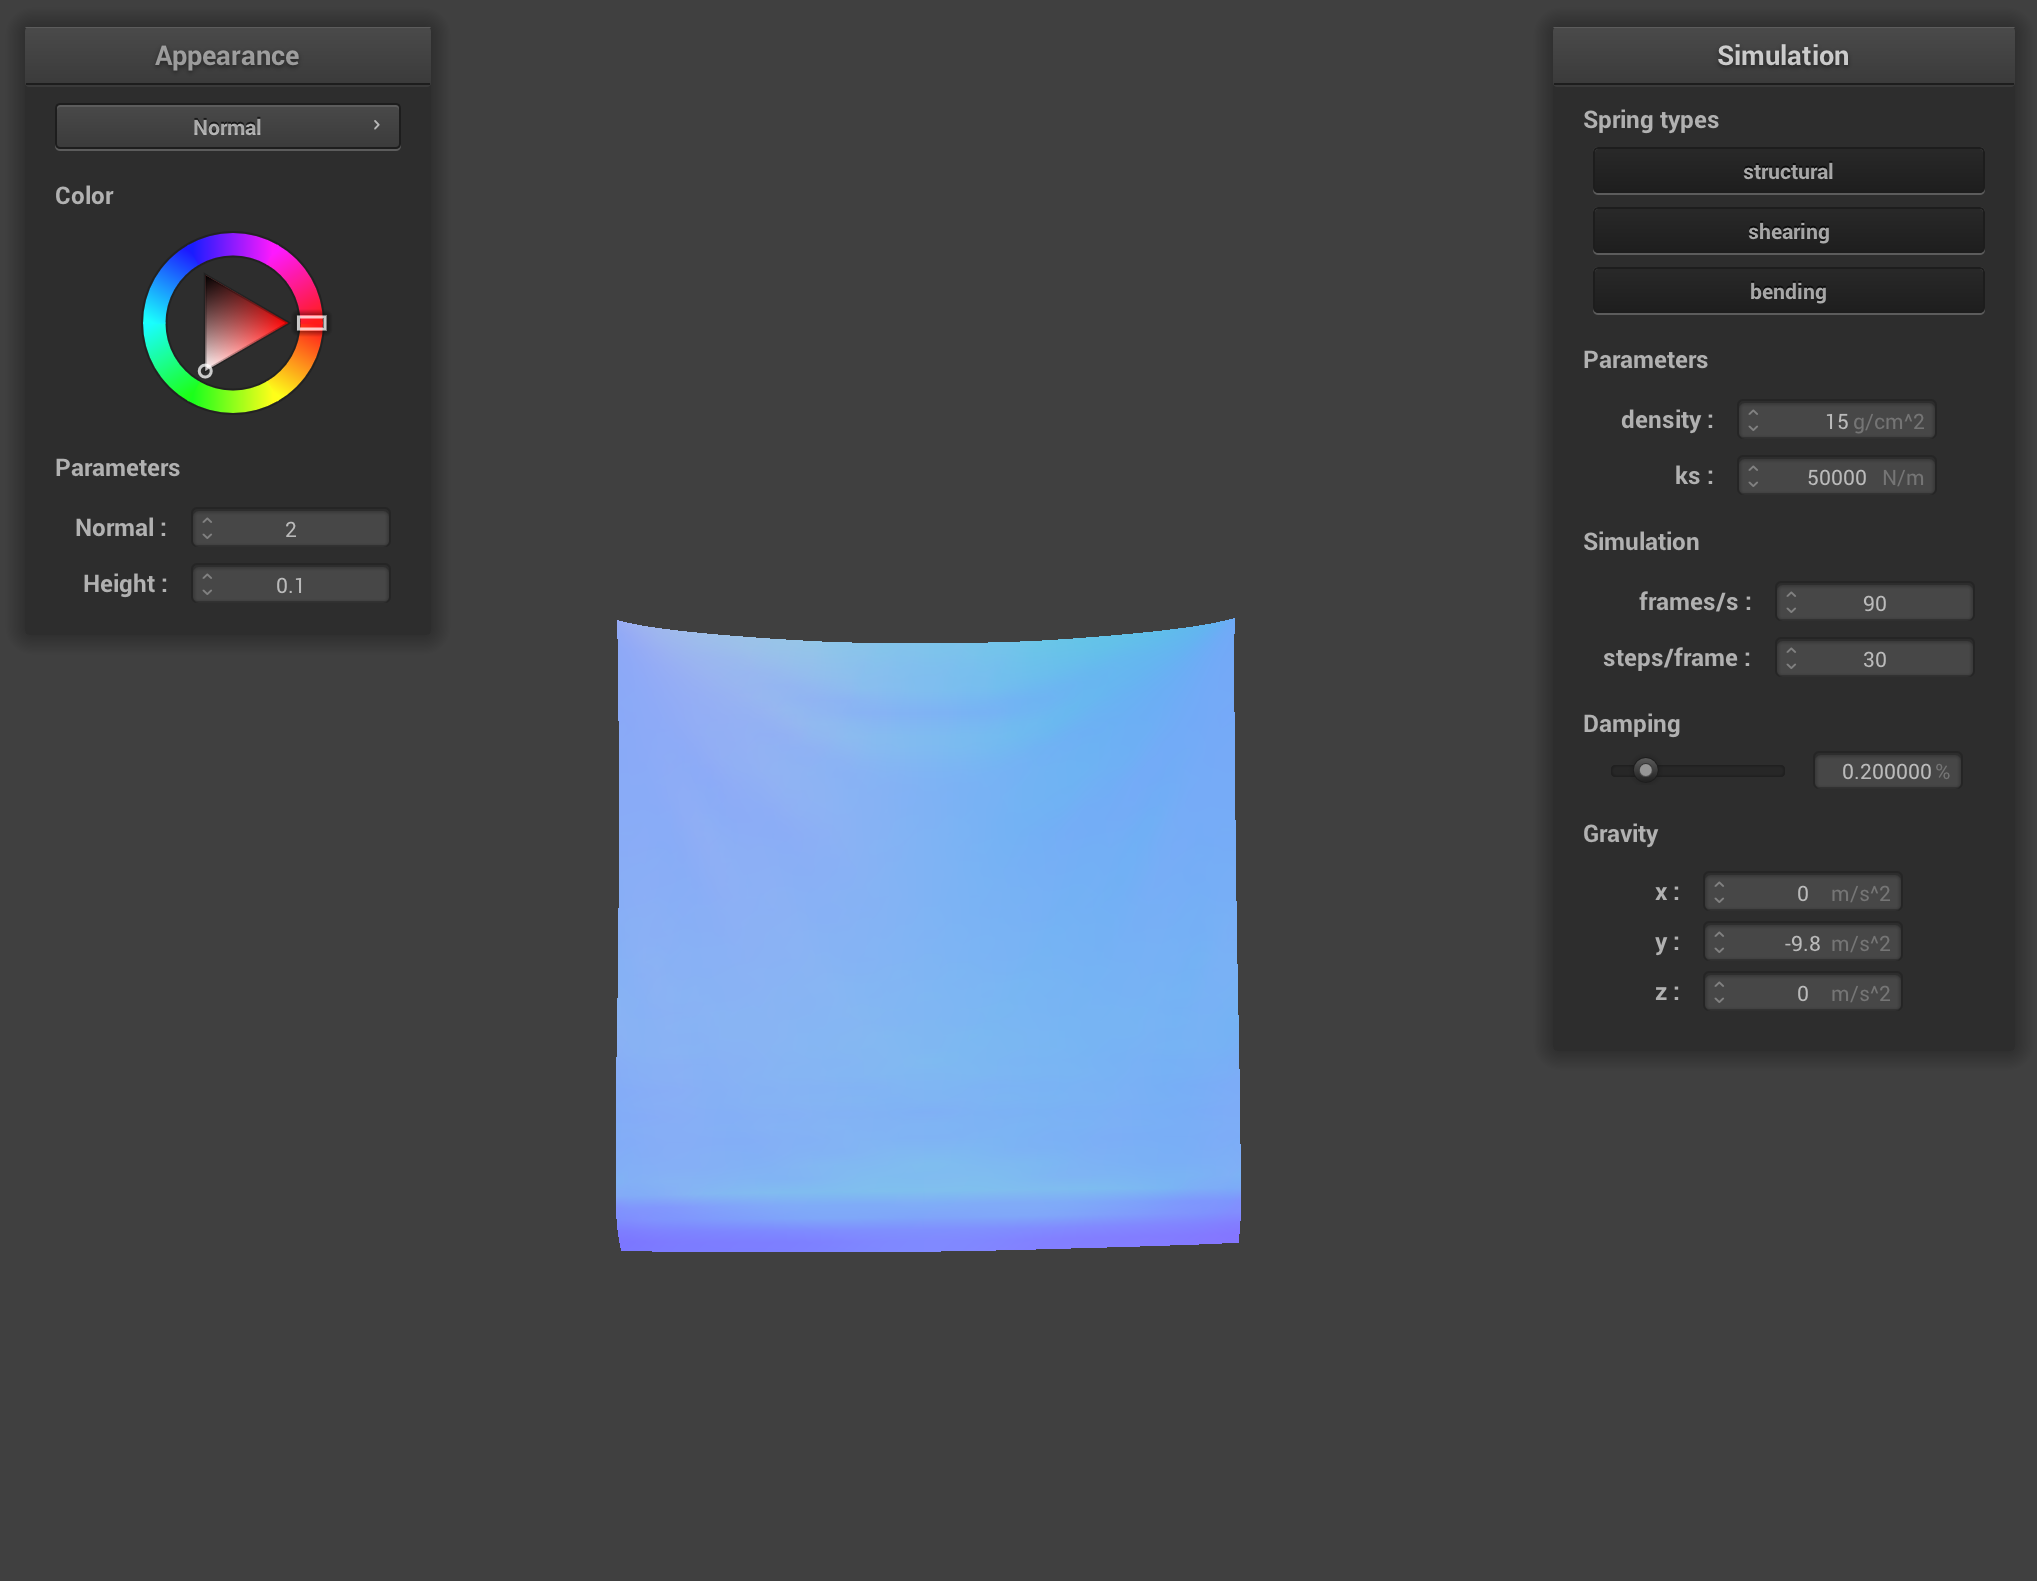 Appearance
Normal
Color
Parameters
Normal : 2
Height : 0.1
Simulation
Spring types
structural
shearing
bending
Parameters
density : 15 g/cm^2
ks : 50000 N/m
Simulation
frames/s : 90
steps/frame : 30
Damping
0.200000 %
Gravity
x : 0 m/s^2
y : -9.8 m/s^2
z : 0 m/s^2